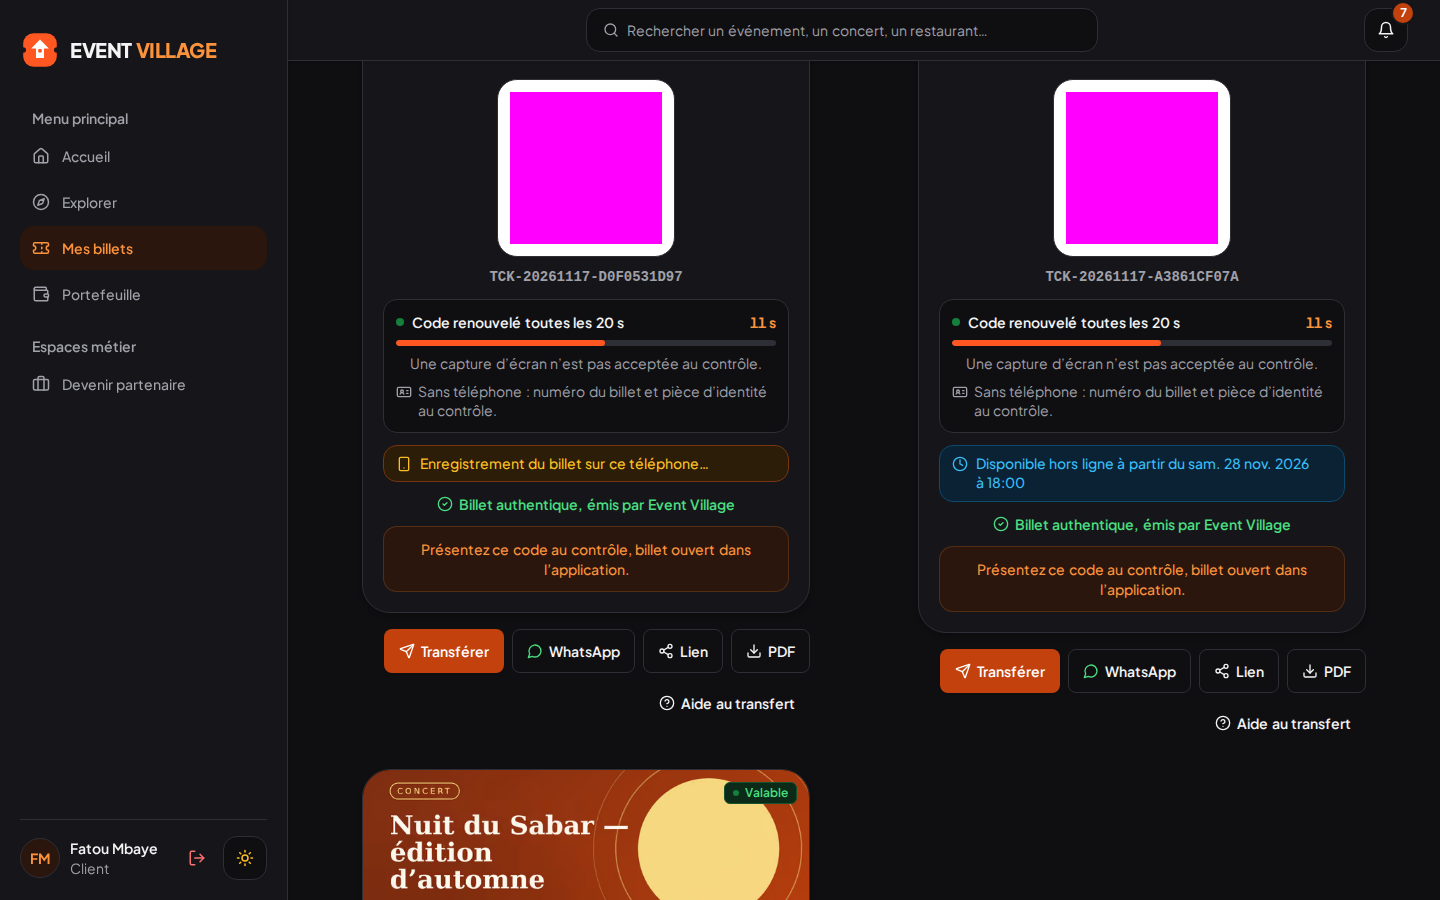 EVENT VILLAGE
Rechercher un événement, un concert, un restaurant…
7
Menu principal
Accueil
Explorer
Mes billets
Portefeuille
Espaces métier
Devenir partenaire
FM
Fatou Mbaye
Client
TCK-20261117-D0F0531D97
Code renouvelé toutes les 20 s
11 s
Une capture d’écran n’est pas acceptée au contrôle.
Sans téléphone : numéro du billet et pièce d’identité
au contrôle.
Enregistrement du billet sur ce téléphone…
Billet authentique, émis par Event Village
Présentez ce code au contrôle, billet ouvert dans
l’application.
Transférer
WhatsApp
Lien
PDF
Aide au transfert
TCK-20261117-A3861CF07A
Code renouvelé toutes les 20 s
11 s
Une capture d’écran n’est pas acceptée au contrôle.
Sans téléphone : numéro du billet et pièce d’identité
au contrôle.
Disponible hors ligne à partir du sam. 28 nov. 2026
à 18:00
Billet authentique, émis par Event Village
Présentez ce code au contrôle, billet ouvert dans
l’application.
Transférer
WhatsApp
Lien
PDF
Aide au transfert
CONCERT
Valable
Nuit du Sabar —
édition
d’automne